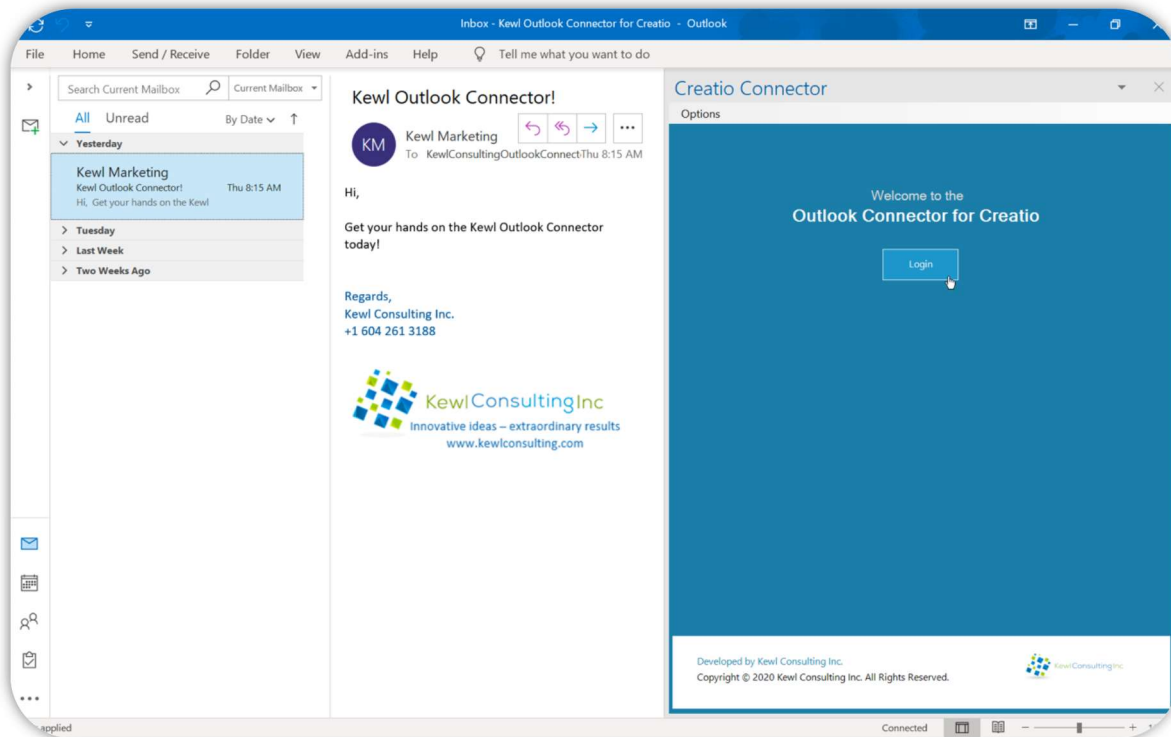 Inbox - Kewl Outlook Connector for Creatio - Outlook
File Home Send / Receive Folder View Add-ins Help Tell me what you want to do
Search Current Mailbox Current Mailbox
All Unread By Date
Yesterday
Kewl Marketing
Kewl Outlook Connector! Thu 8:15 AM
Hi, Get your hands on the Kewl
Tuesday
Last Week
Two Weeks Ago
Kewl Outlook Connector!
KM
Kewl Marketing
To KewlConsultingOutlookConnect Thu 8:15 AM
Hi,
Get your hands on the Kewl Outlook Connector
today!
Regards,
Kewl Consulting Inc.
+1 604 261 3188
KewlConsultingInc
Innovative ideas – extraordinary results
www.kewlconsulting.com
Creatio Connector
Options
Welcome to the
Outlook Connector for Creatio
Login
Developed by Kewl Consulting Inc.
Copyright © 2020 Kewl Consulting Inc. All Rights Reserved.
KewlConsultingInc
applied
Connected